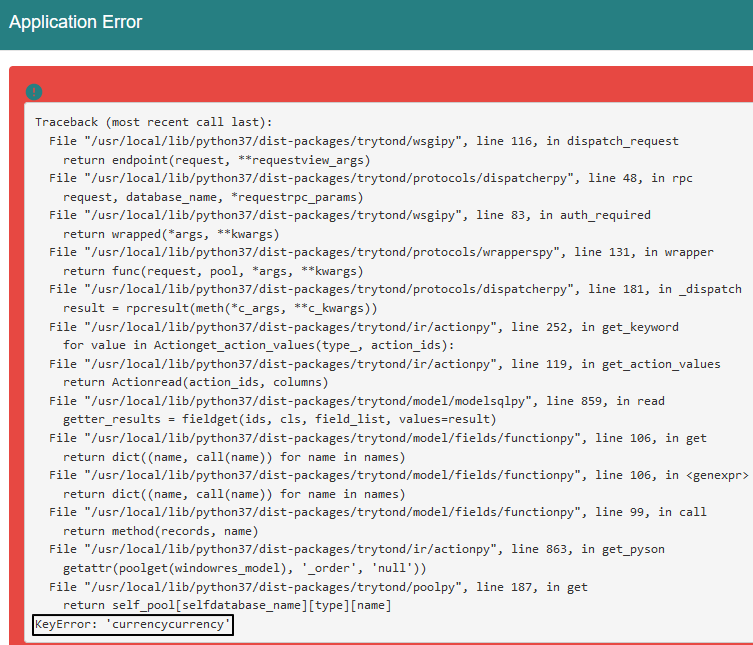 Application Error
!
Traceback (most recent call last):
File "/usr/local/lib/python37/dist-packages/trytond/wsgipy", line 116, in dispatch_request
return endpoint(request, **requestview_args)
File "/usr/local/lib/python37/dist-packages/trytond/protocols/dispatcherpy", line 48, in rpc
request, database_name, *requestrpc_params)
File "/usr/local/lib/python37/dist-packages/trytond/wsgipy", line 83, in auth_required
return wrapped(*args, **kwargs)
File "/usr/local/lib/python37/dist-packages/trytond/protocols/wrapperspy", line 131, in wrapper
return func(request, pool, *args, **kwargs)
File "/usr/local/lib/python37/dist-packages/trytond/protocols/dispatcherpy", line 181, in _dispatch
result = rpcresult(meth(*c_args, **c_kwargs))
File "/usr/local/lib/python37/dist-packages/trytond/ir/actionpy", line 252, in get_keyword
for value in Actionget_action_values(type_, action_ids):
File "/usr/local/lib/python37/dist-packages/trytond/ir/actionpy", line 119, in get_action_values
return Actionread(action_ids, columns)
File "/usr/local/lib/python37/dist-packages/trytond/model/modelsqlpy", line 859, in read
getter_results = fieldget(ids, cls, field_list, values=result)
File "/usr/local/lib/python37/dist-packages/trytond/model/fields/functionpy", line 106, in get
return dict((name, call(name)) for name in names)
File "/usr/local/lib/python37/dist-packages/trytond/model/fields/functionpy", line 106, in <genexpr>
return dict((name, call(name)) for name in names)
File "/usr/local/lib/python37/dist-packages/trytond/model/fields/functionpy", line 99, in call
return method(records, name)
File "/usr/local/lib/python37/dist-packages/trytond/ir/actionpy", line 863, in get_pyson
getattr(poolget(windowres_model), '_order', 'null'))
File "/usr/local/lib/python37/dist-packages/trytond/poolpy", line 187, in get
return self_pool[selfdatabase_name][type][name]
KeyError: 'currencycurrency'